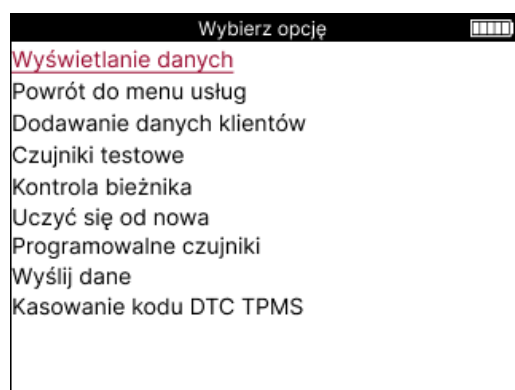 Wybierz opcję
Wyświetlanie danych
Powrót do menu usług
Dodawanie danych klientów
Czujniki testowe
Kontrola bieżnika
Uczyć się od nowa
Programowalne czujniki
Wyślij dane
Kasowanie kodu DTC TPMS